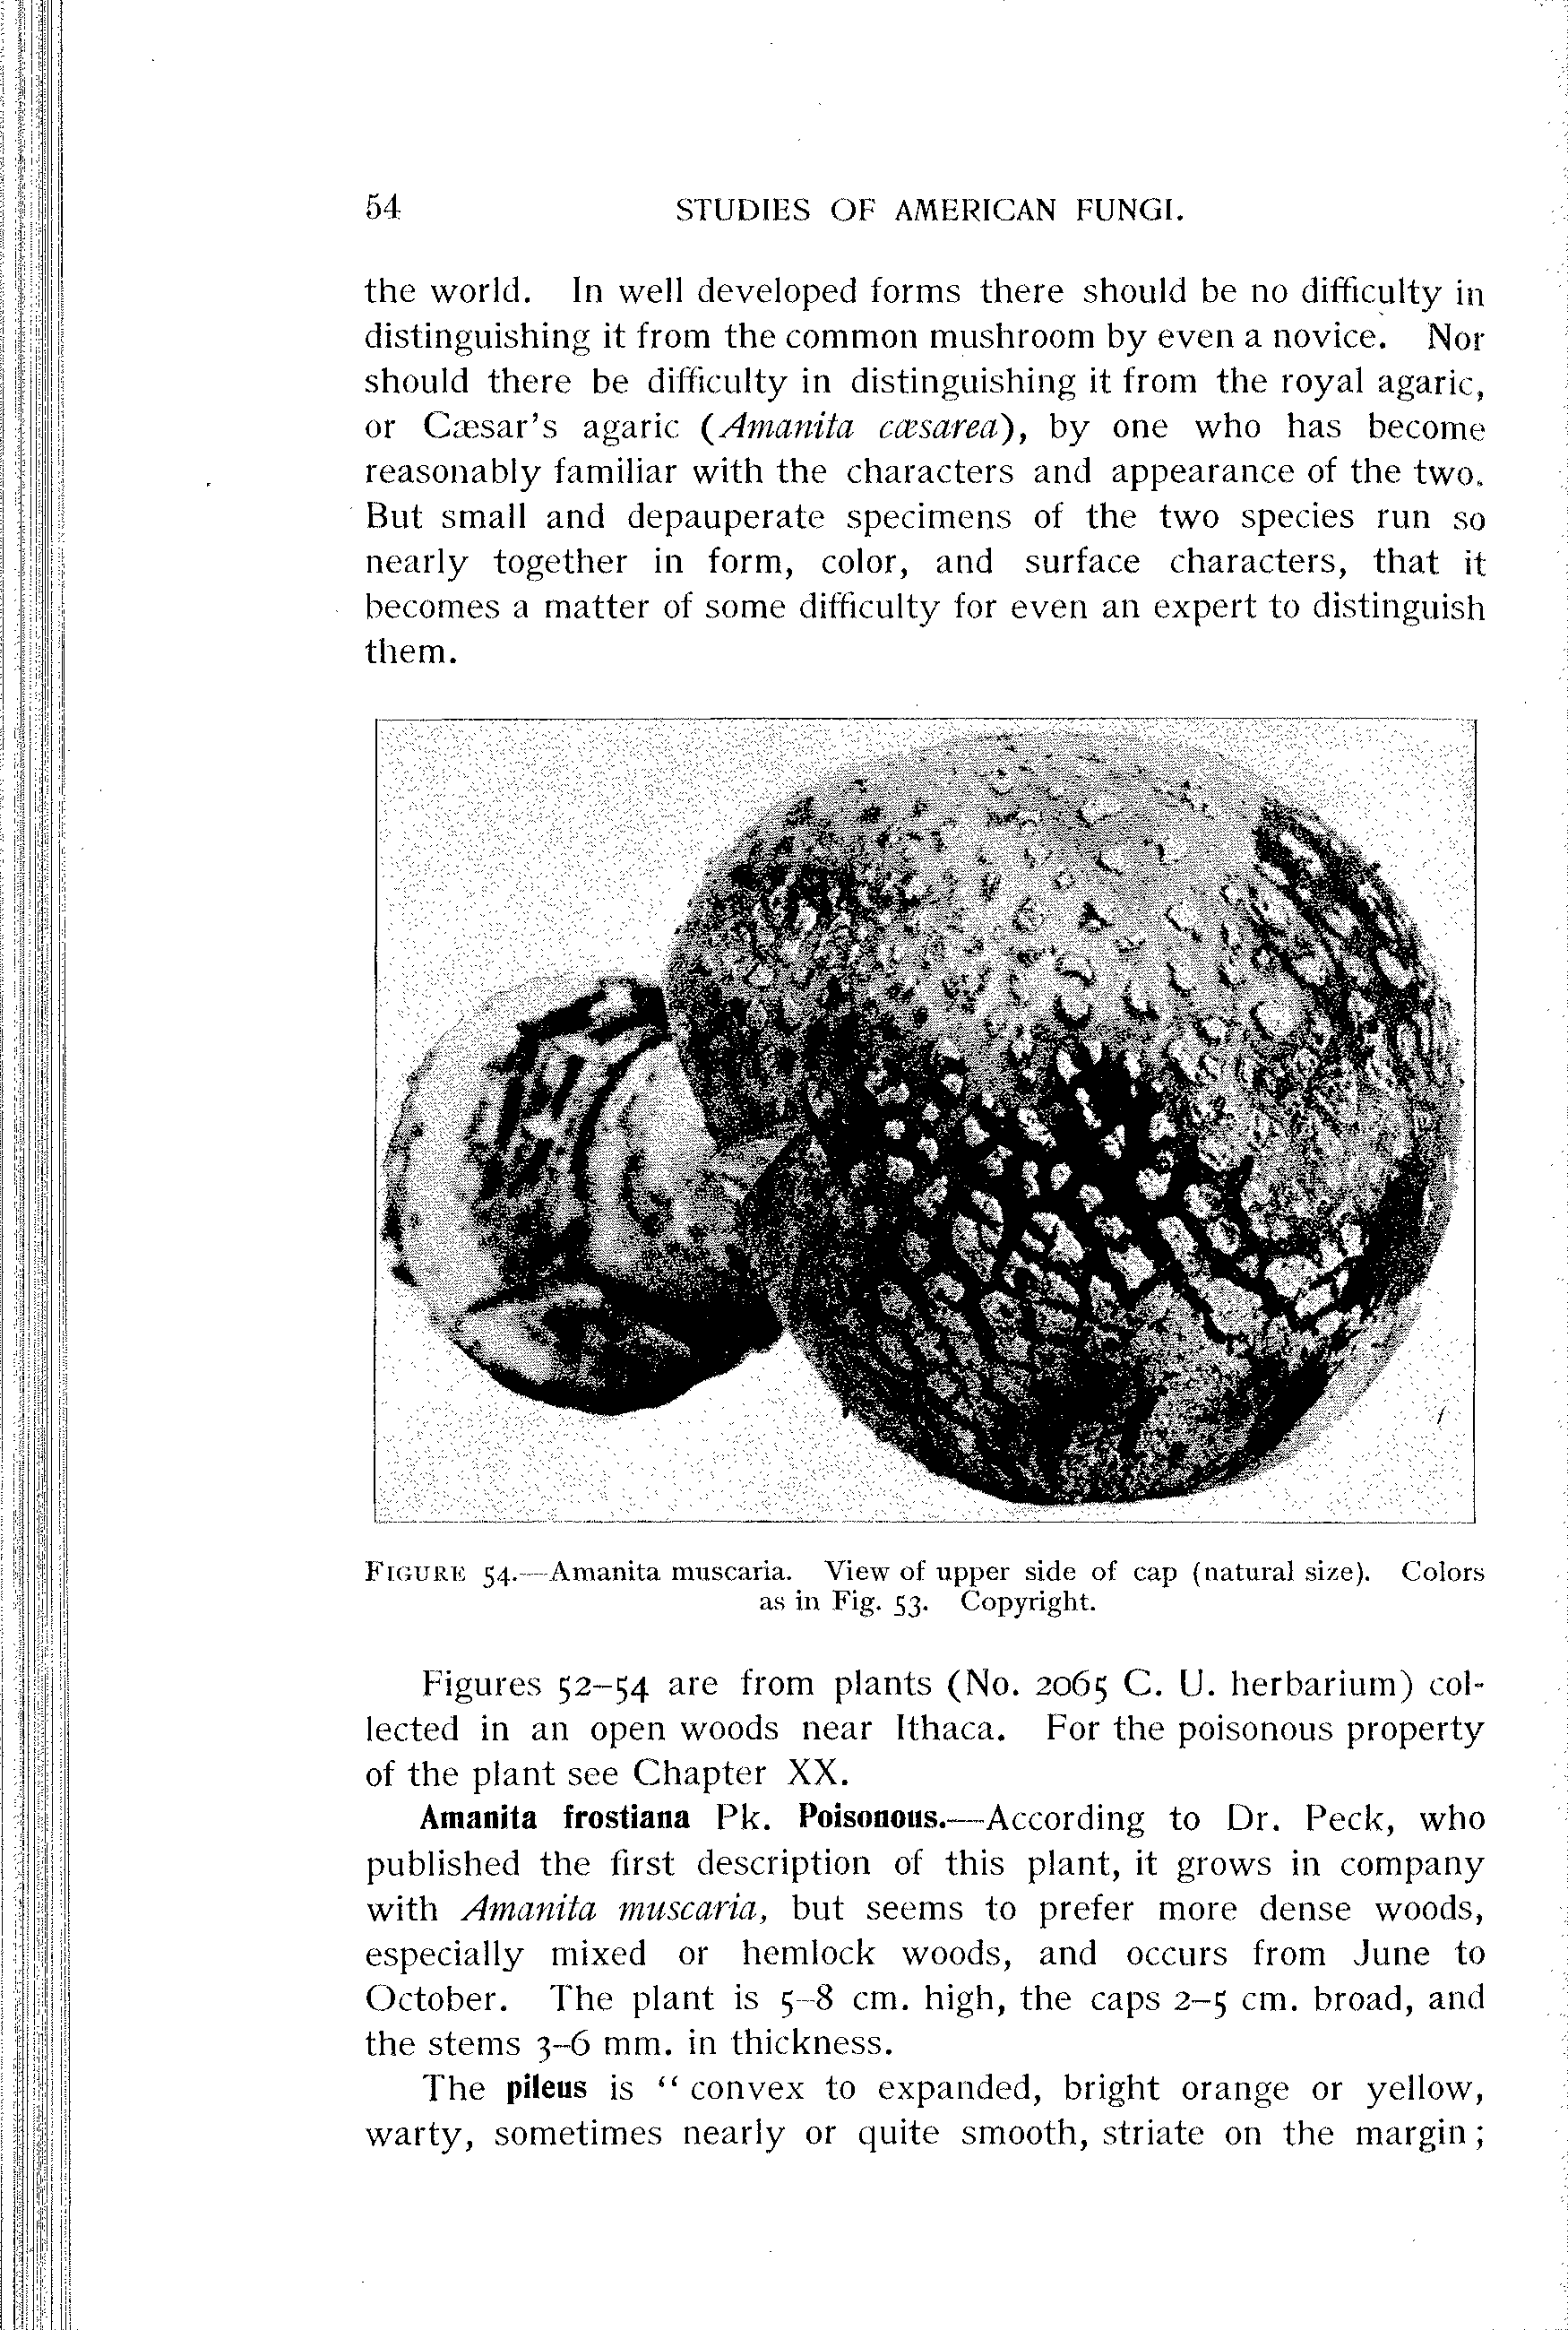 54 STUDIES OF AMERICAN FUNGI.
the world. In well developed forms there should be no difficulty in
distinguishing it from the common mushroom by even a novice. Nor
should there be difficulty in distinguishing it from the royal agaric,
or Cæsar's agaric (Amanita cæsarea), by one who has become
reasonably familiar with the characters and appearance of the two.
But small and depauperate specimens of the two species run so
nearly together in form, color, and surface characters, that it
becomes a matter of some difficulty for even an expert to distinguish
them.
FIGURE 54.—Amanita muscaria. View of upper side of cap (natural size). Colors
as in Fig. 53. Copyright.
Figures 52–54 are from plants (No. 2065 C. U. herbarium) col-
lected in an open woods near Ithaca. For the poisonous property
of the plant see Chapter XX.
Amanita frostiana Pk. Poisonous.—According to Dr. Peck, who
published the first description of this plant, it grows in company
with Amanita muscaria, but seems to prefer more dense woods,
especially mixed or hemlock woods, and occurs from June to
October. The plant is 5–8 cm. high, the caps 2–5 cm. broad, and
the stems 3–6 mm. in thickness.
The pileus is “convex to expanded, bright orange or yellow,
warty, sometimes nearly or quite smooth, striate on the margin;